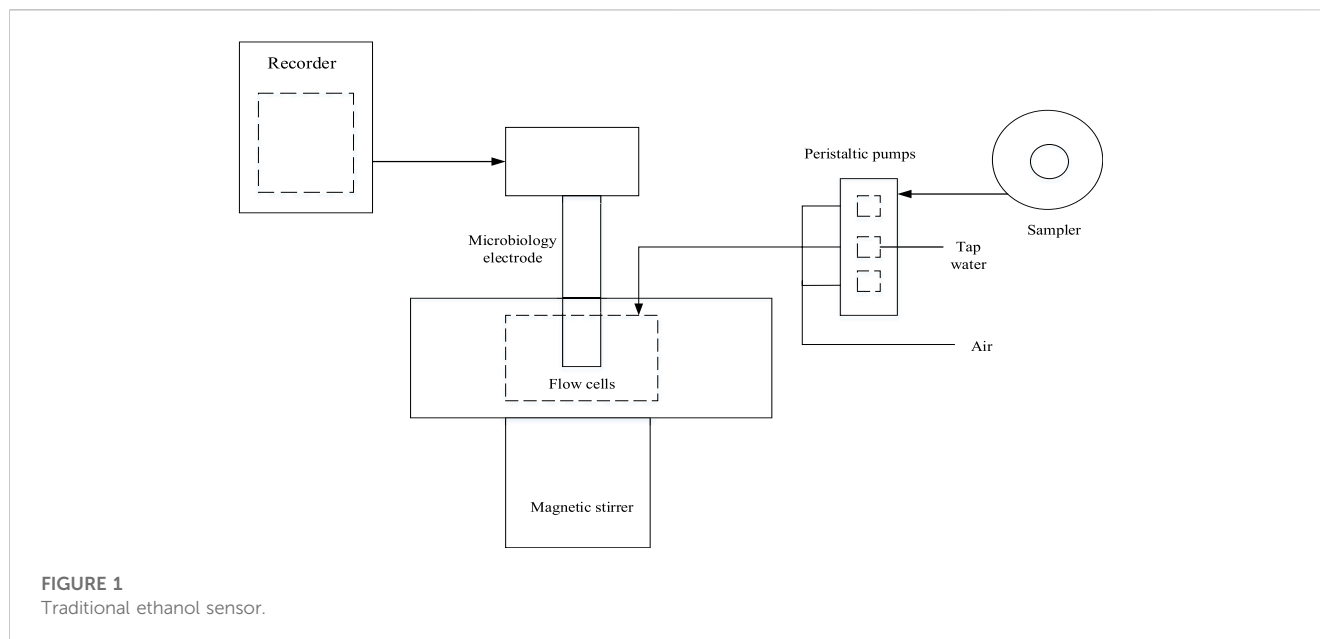 Recorder
Peristaltic pumps
Sampler
Microbiology
electrode
Tap
water
Air
Flow cells
Magnetic stirrer
FIGURE 1
Traditional ethanol sensor.